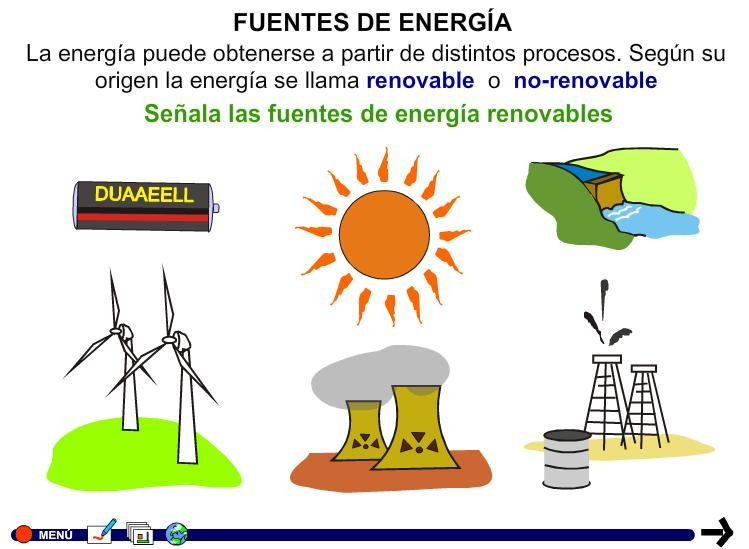 FUENTES DE ENERGÍA
La energía puede obtenerse a partir de distintos procesos. Según su
origen la energía se llama renovable o no-renovable
Señala las fuentes de energía renovables
DUAAEELL
MENÚ